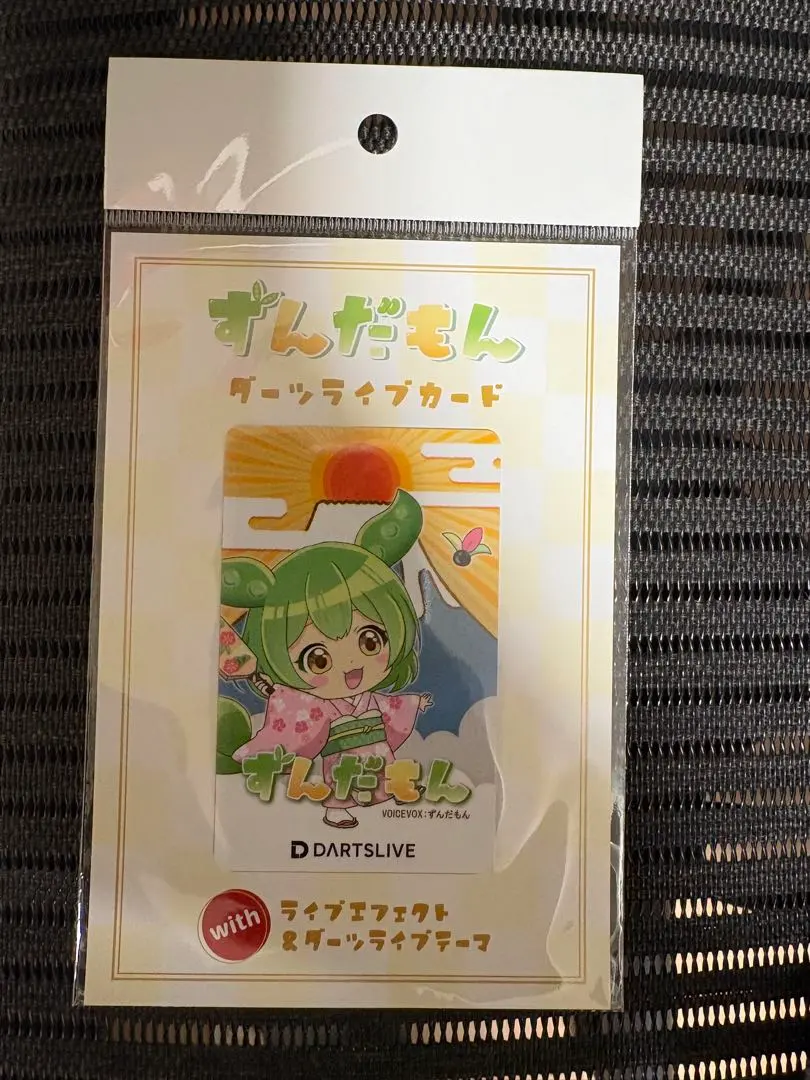 ずんだもん
ダーツライブカード
ずんだもん
VOICEVOX:ずんだもん
DARTSLIVE
with
ライブエフェクト
&ダーツライブテーマ